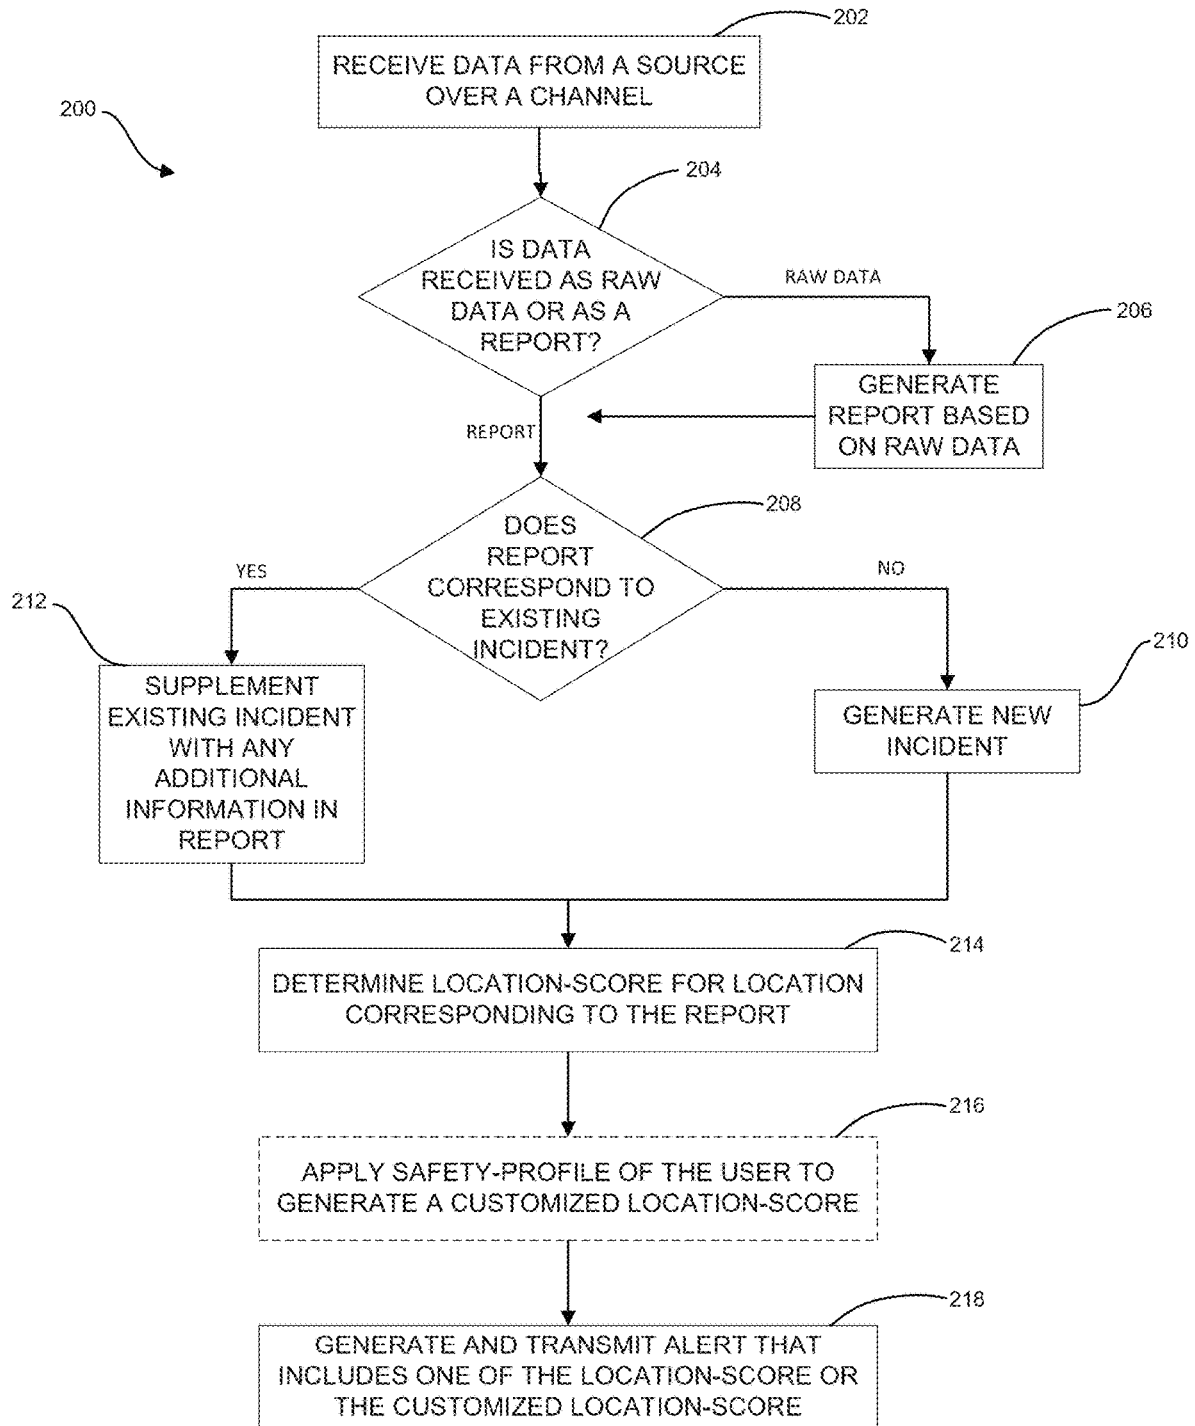 202
RECEIVE DATA FROM A SOURCE
OVER A CHANNEL
200
204
IS DATA
RECEIVED AS RAW
DATA OR AS A
REPORT?
RAW DATA
206
GENERATE
REPORT BASED
ON RAW DATA
REPORT
208
DOES
REPORT
CORRESPOND TO
EXISTING
INCIDENT?
YES
NO
212
SUPPLEMENT
EXISTING INCIDENT
WITH ANY
ADDITIONAL
INFORMATION IN
REPORT
210
GENERATE NEW
INCIDENT
214
DETERMINE LOCATION-SCORE FOR LOCATION
CORRESPONDING TO THE REPORT
216
APPLY SAFETY-PROFILE OF THE USER TO
GENERATE A CUSTOMIZED LOCATION-SCORE
218
GENERATE AND TRANSMIT ALERT THAT
INCLUDES ONE OF THE LOCATION-SCORE OR
THE CUSTOMIZED LOCATION-SCORE